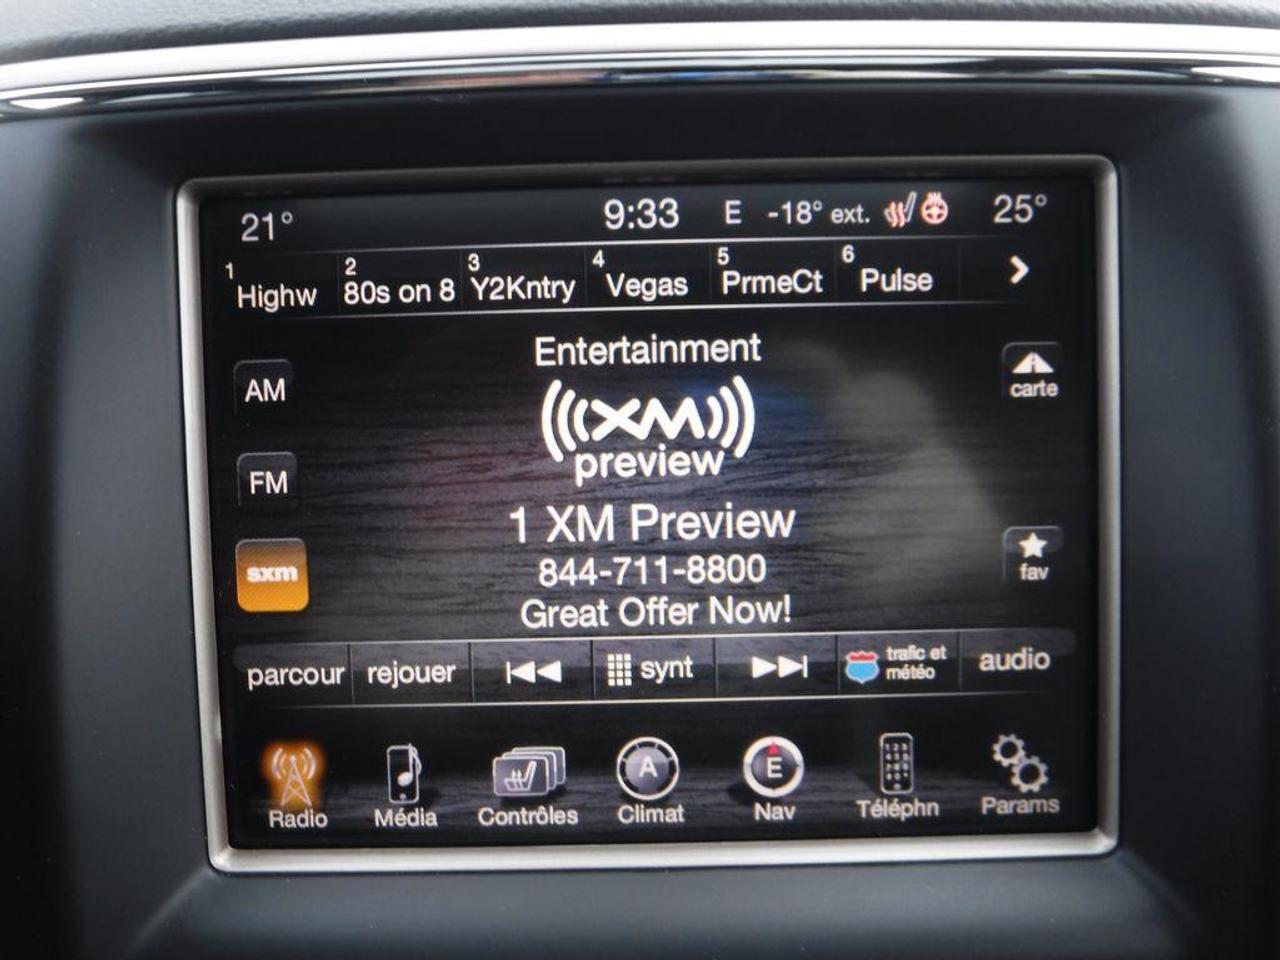 21° 9:33 E -18° ext. 25°
1 Highw 2 80s on 8 3 Y2Kntry 4 Vegas 5 PrmeCt 6 Pulse
Entertainment
AM
((((XM))))
preview
carte
FM
1 XM Preview
844-711-8800
Great Offer Now!
sxm
fav
parcour rejouer synt trafic et météo audio
A
E
Radio Média Contrôles Climat Nav Téléphn Params